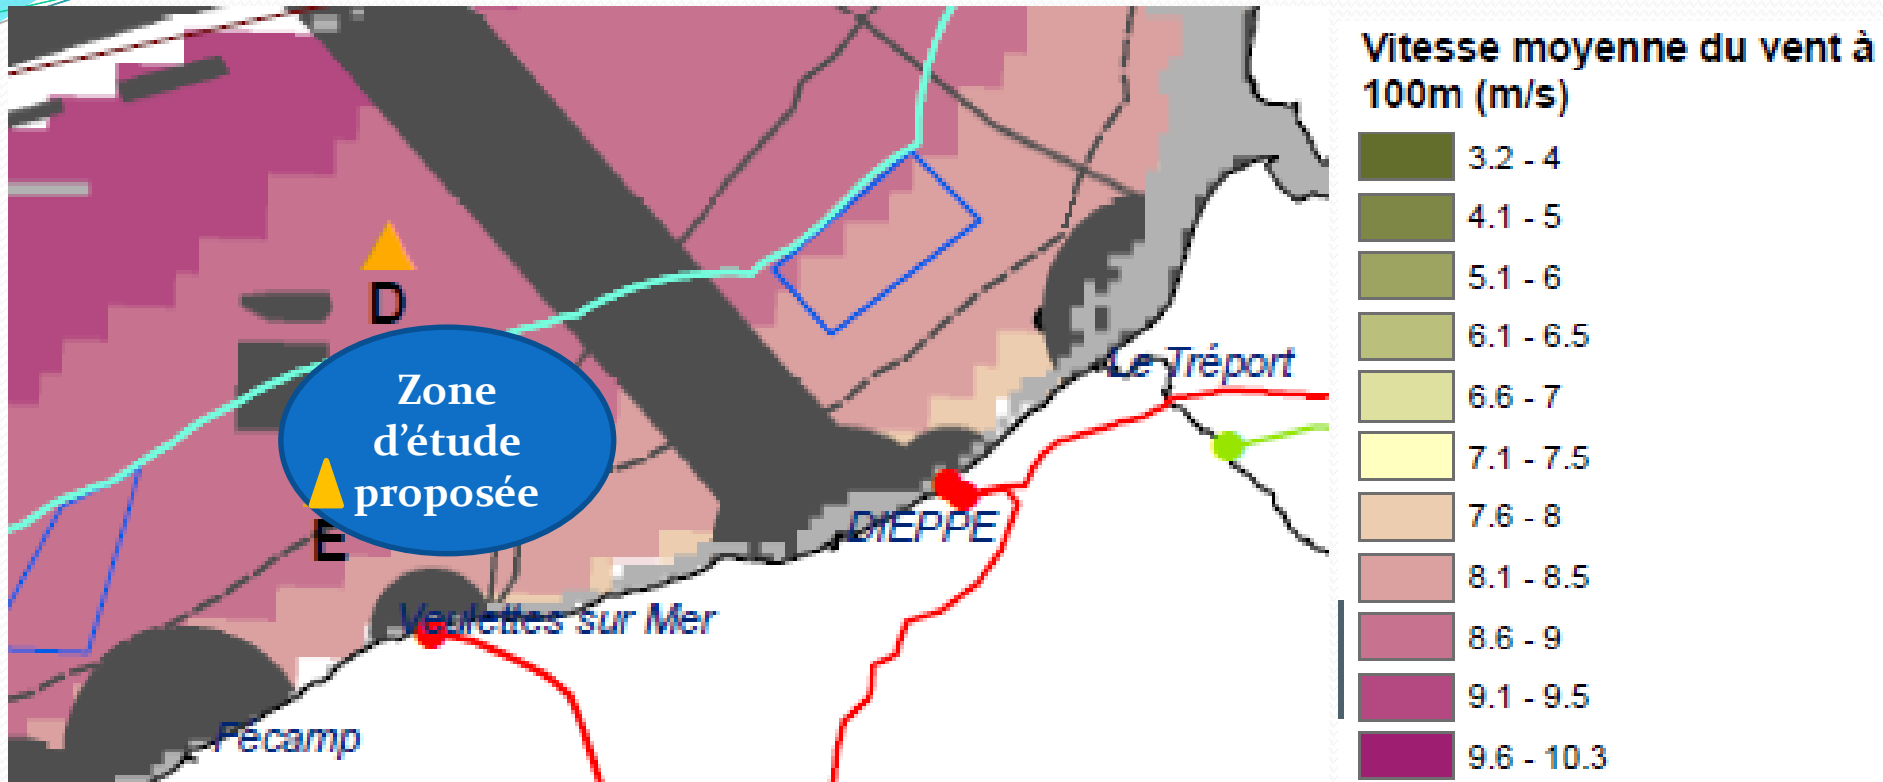 Vitesse moyenne du vent à
100m (m/s)
3.2 - 4
4.1 - 5
5.1 - 6
6.1 - 6.5
6.6 - 7
7.1 - 7.5
7.6 - 8
8.1 - 8.5
8.6 - 9
9.1 - 9.5
9.6 - 10.3
D
Zone
d’étude
proposée
E
Le Tréport
DIEPPE
Veulettes sur Mer
Fécamp